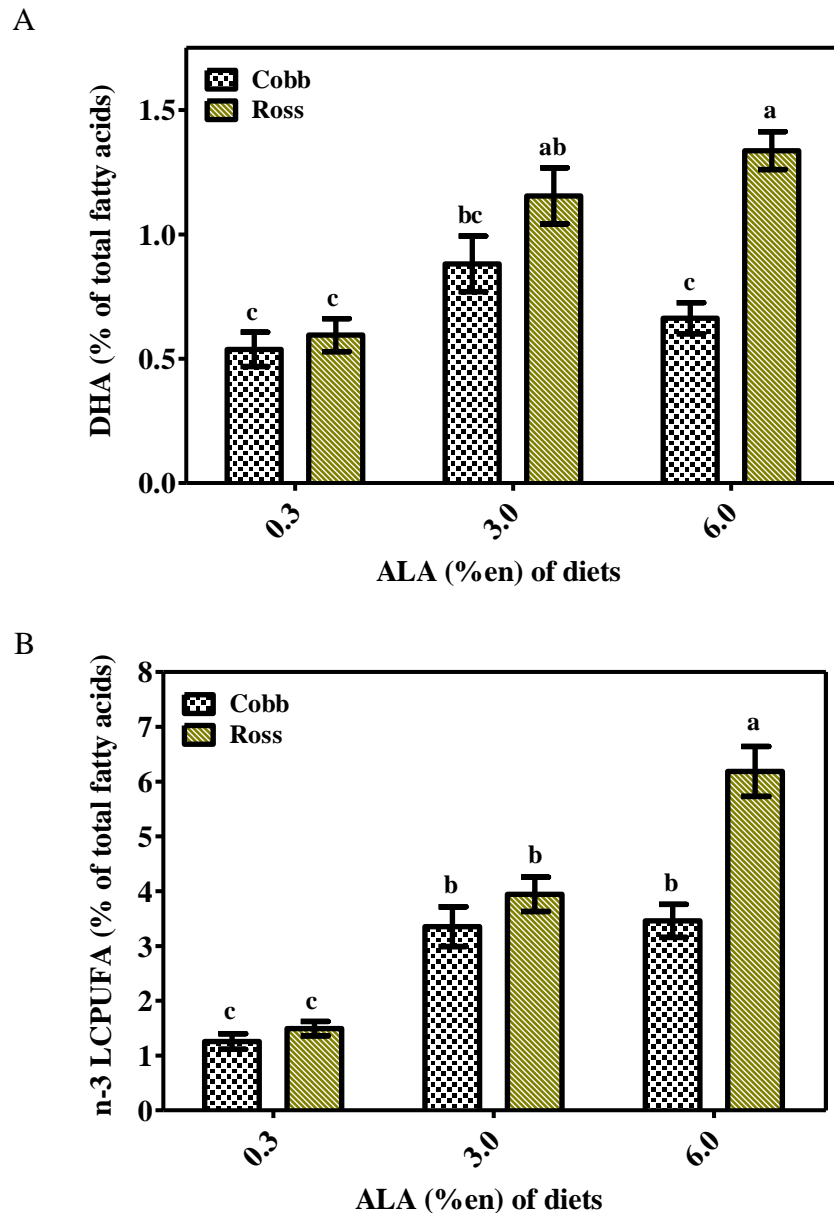 A
DHA (% of total fatty acids)
Cobb
Ross
1.5
1.0
0.5
0.0
c
c
bc
ab
c
a
0.3
3.0
6.0
ALA (%en) of diets
B
n-3 LCPUFA (% of total fatty acids)
Cobb
Ross
8
7
6
5
4
3
2
1
0
c
c
b
b
b
a
0.3
3.0
6.0
ALA (%en) of diets